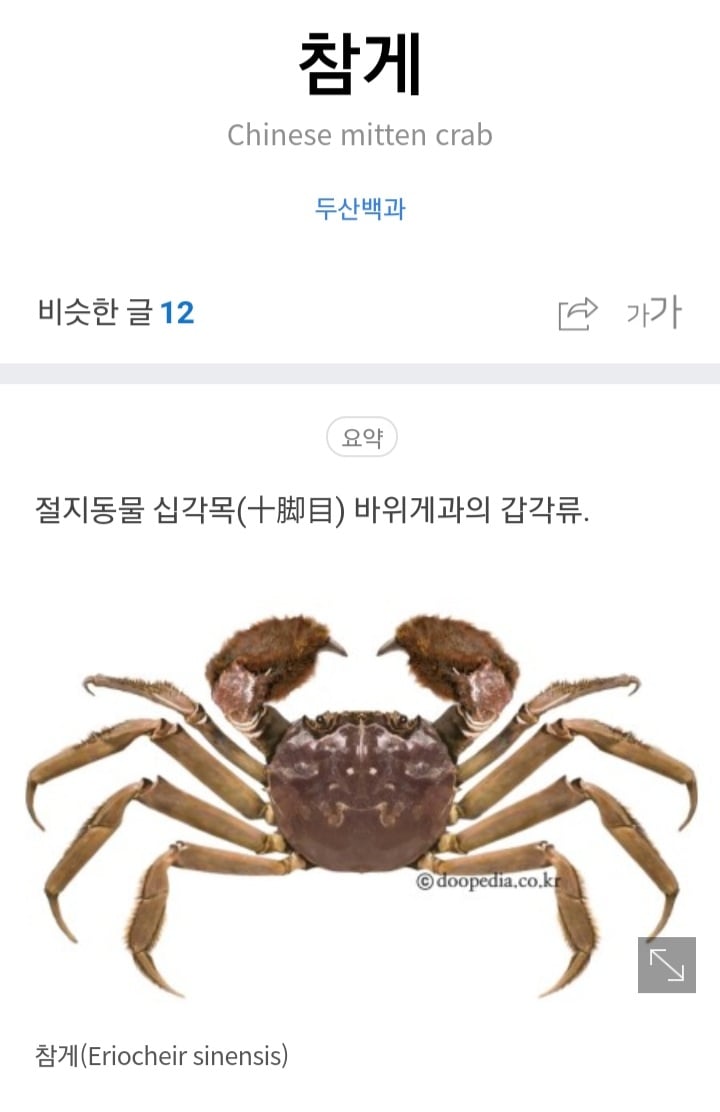 참게
Chinese mitten crab
두산백과
비슷한 글 12
가가
요약
절지동물 십각목(十脚目) 바위게과의 갑각류.
©doopedia.co.kr
참게(Eriocheir sinensis)